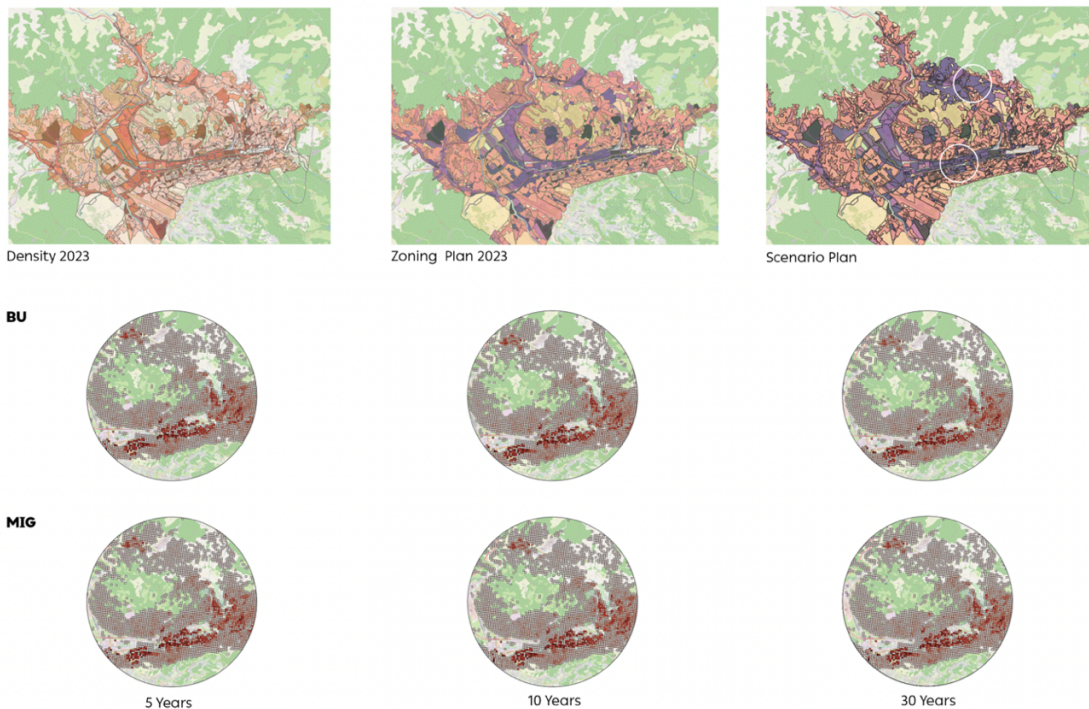 Density 2023
Zoning Plan 2023
Scenario Plan
BU
MIG
5 Years
10 Years
30 Years